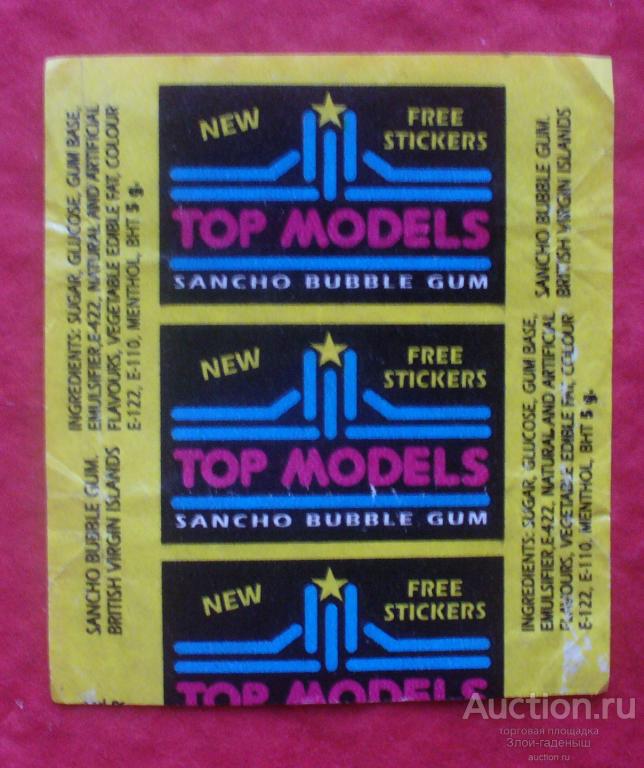 INGREDIENTS: SUGAR, GLUCOSE, GUM BASE,
EMULSIFIER,E-422, NATURAL AND ARTIFICIAL
FLAVOURS, VEGETABLE EDIBLE FAT, COLOUR
E-122, E-110, MENTHOL, BHT 5 g.
SANCHO BUBBLE GUM.
BRITISH VIRGIN ISLANDS
NEW
FREE
STICKERS
TOP MODELS
SANCHO BUBBLE GUM
NEW
FREE
STICKERS
TOP MODELS
SANCHO BUBBLE GUM
NEW
FREE
STICKERS
TOP MODELS
SANCHO BUBBLE GUM.
BRITISH VIRGIN ISLANDS
INGREDIENTS: SUGAR, GLUCOSE, GUM BASE,
EMULSIFIER,E-422, NATURAL AND ARTIFICIAL
FLAVOURS, VEGETABLE EDIBLE FAT, COLOUR
E-122, E-110, MENTHOL, BHT 5 g.
Auction.ru
торговая площадка
Злой-гаденыш
auction.ru